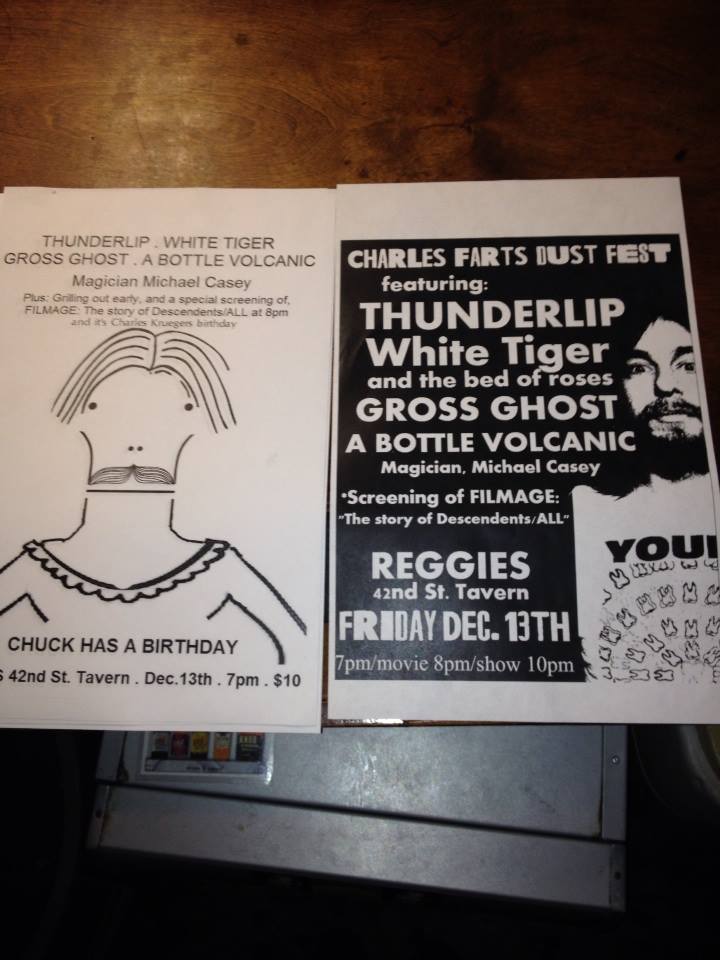 THUNDERLIP . WHITE TIGER
GROSS GHOST . A BOTTLE VOLCANIC
Magician Michael Casey
Plus: Grilling out early, and a special screening of,
FILMAGE: The story of Descendents/ALL at 8pm
and it's Charles Kruegers birthday
CHUCK HAS A BIRTHDAY
S 42nd St. Tavern . Dec.13th . 7pm . $10
CHARLES FARTS DUST FEST
featuring:
THUNDERLIP
White Tiger
and the bed of roses
GROSS GHOST
A BOTTLE VOLCANIC
Magician, Michael Casey
*Screening of FILMAGE:
"The story of Descendents/ALL"
REGGIES
42nd St. Tavern
FRIDAY DEC. 13TH
7pm/movie 8pm/show 10pm
YOU